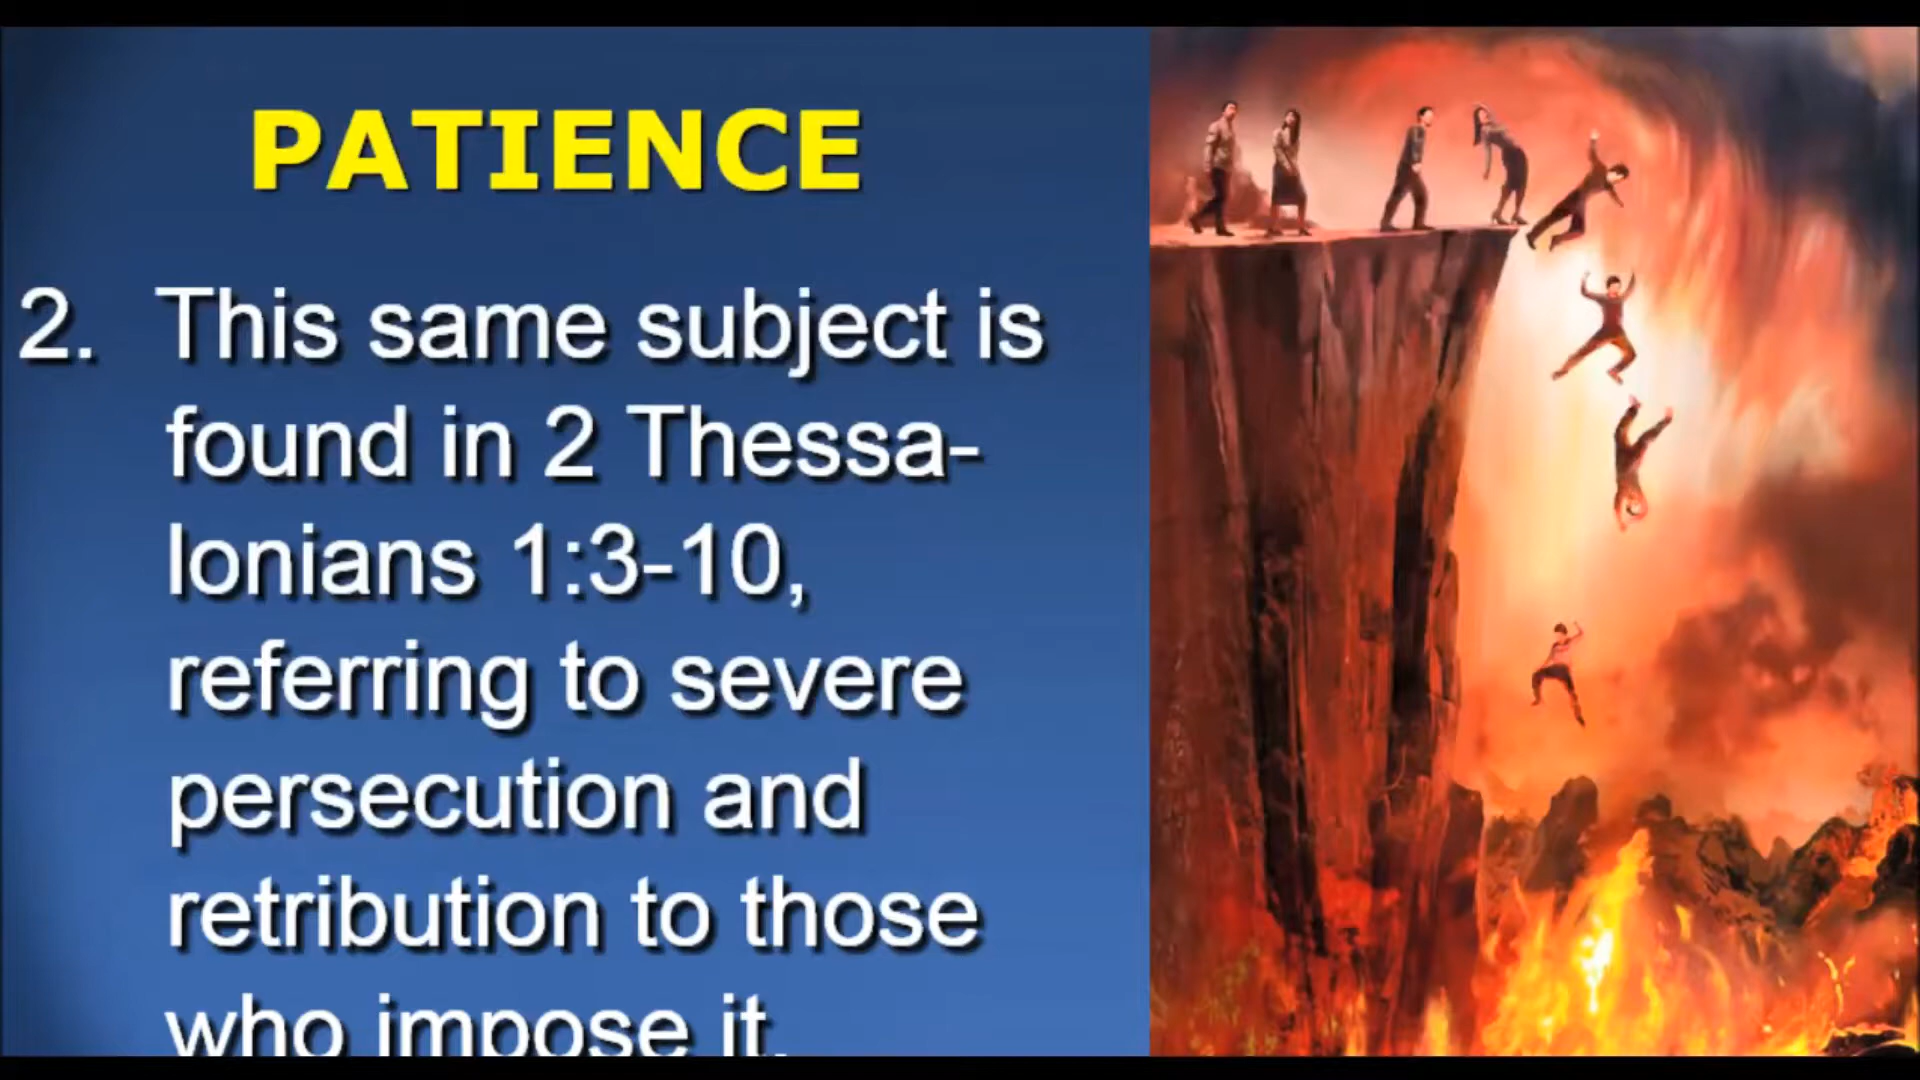 PATIENCE
2. This same subject is
found in 2 Thessa-
lonians 1:3-10,
referring to severe
persecution and
retribution to those
who impose it.